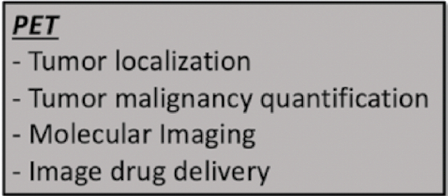 PET
- Tumor localization
- Tumor malignancy quantification
- Molecular Imaging
- Image drug delivery